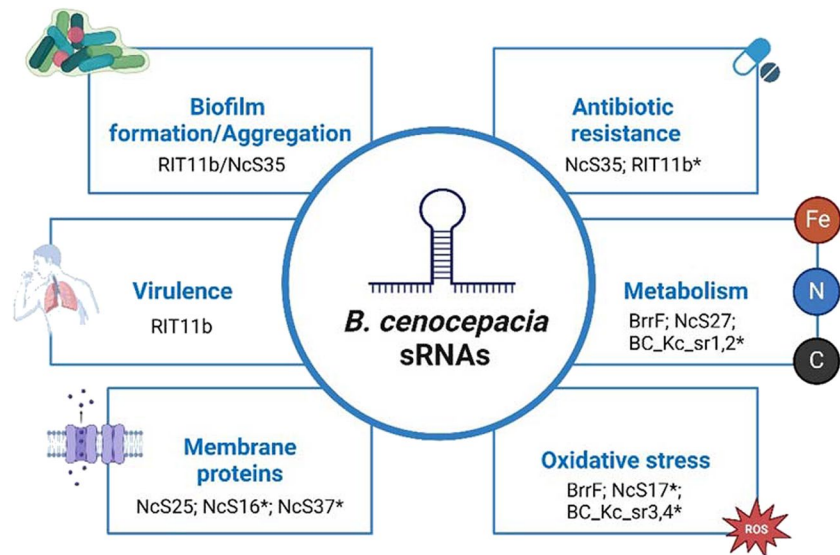 Biofilm
formation/Aggregation
RIT11b/NcS35
Antibiotic
resistance
NcS35; RIT11b*
Virulence
RIT11b
B. cenocepacia
sRNAs
Metabolism
BrrF; NcS27;
BC_Kc_sr1,2*
Fe
N
C
Membrane
proteins
NcS25; NcS16*; NcS37*
Oxidative stress
BrrF; NcS17*;
BC_Kc_sr3,4*
ROS